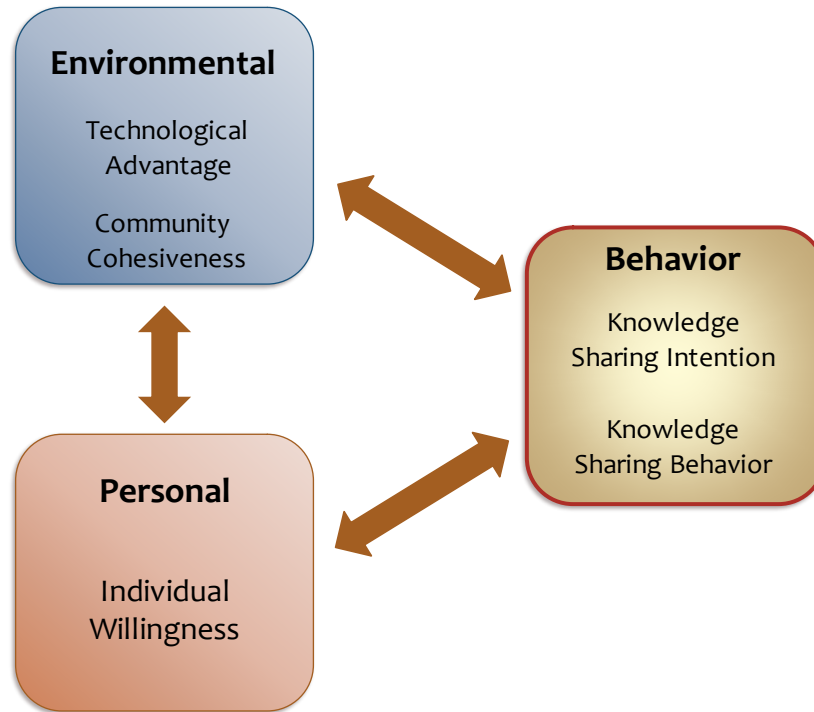 Environmental
Technological
Advantage
Community
Cohesiveness
Behavior
Knowledge
Sharing Intention
Knowledge
Sharing Behavior
Personal
Individual
Willingness